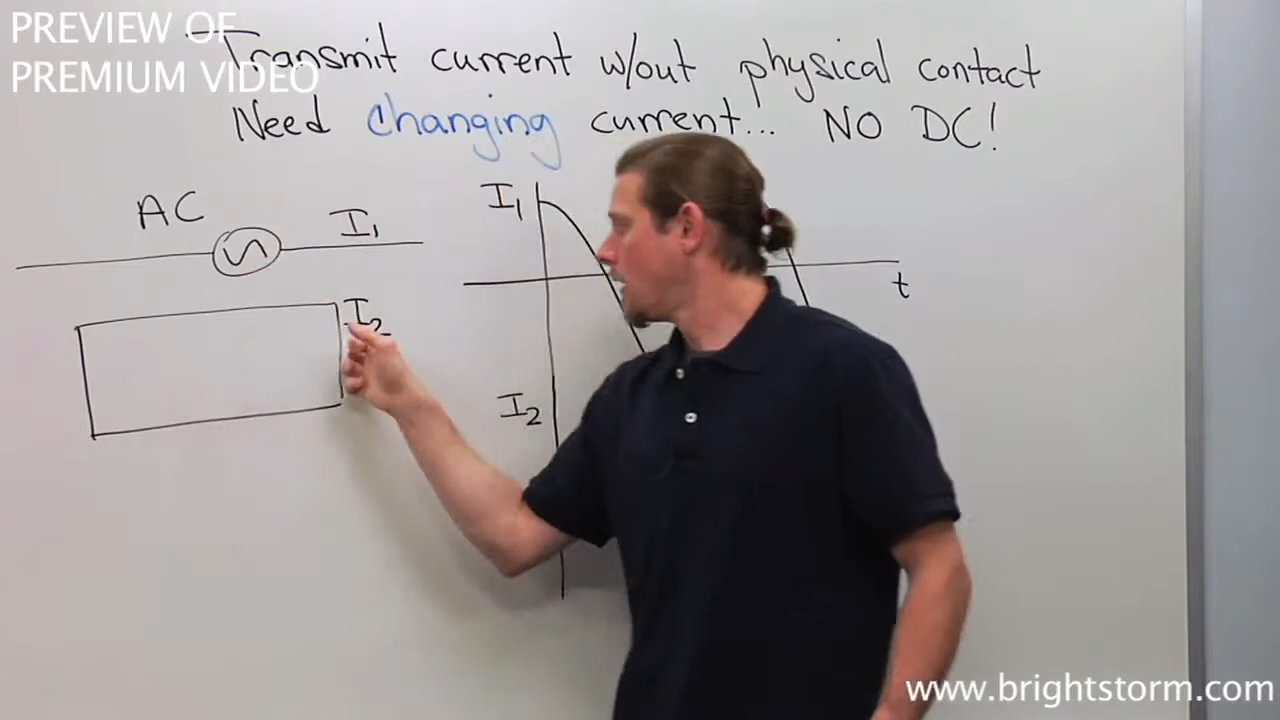 PREVIEW OF
PREMIUM VIDEO
Transmit current w/out physical contact
Need changing current... NO DC!
AC
I₁
I₂
I₁
t
I₂
www.brightstorm.com